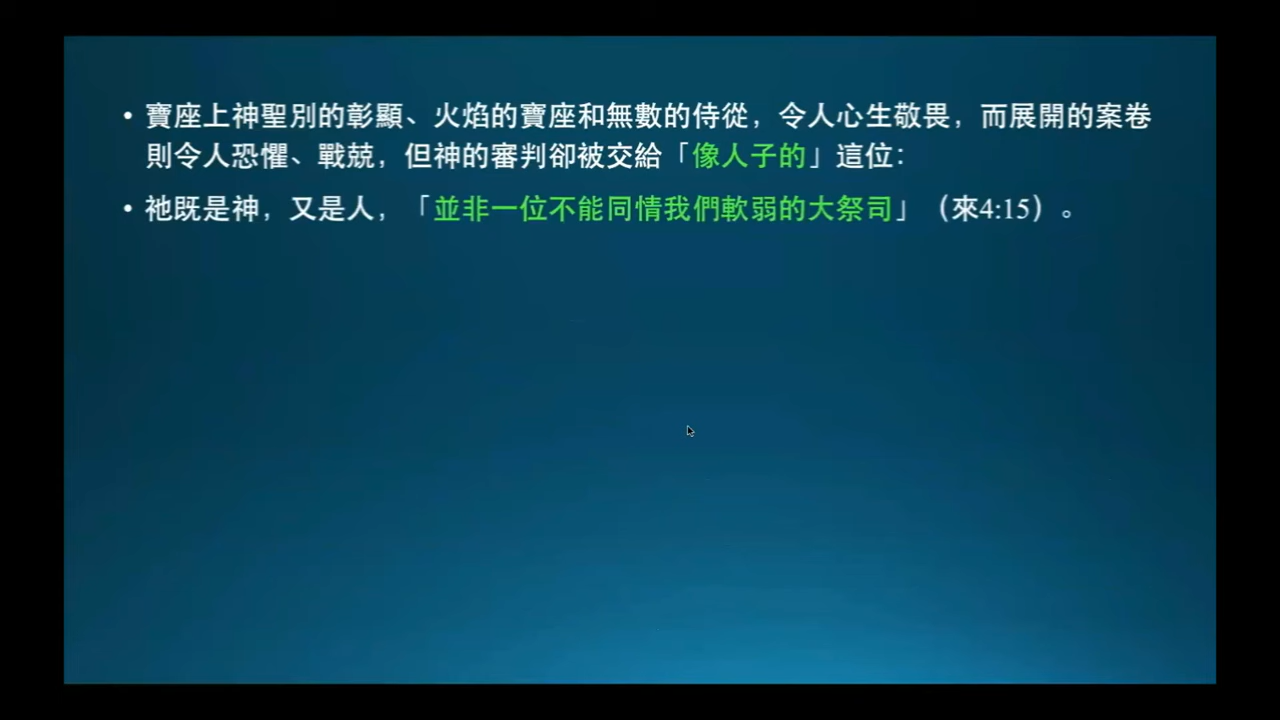 • 寶座上神聖別的彰顯、火焰的寶座和無數的侍從，令人心生敬畏，而展開的案卷
則令人恐懼、戰兢，但神的審判卻被交給「像人子的」這位：
• 祂既是神，又是人，「並非一位不能同情我們軟弱的大祭司」（來4:15）。